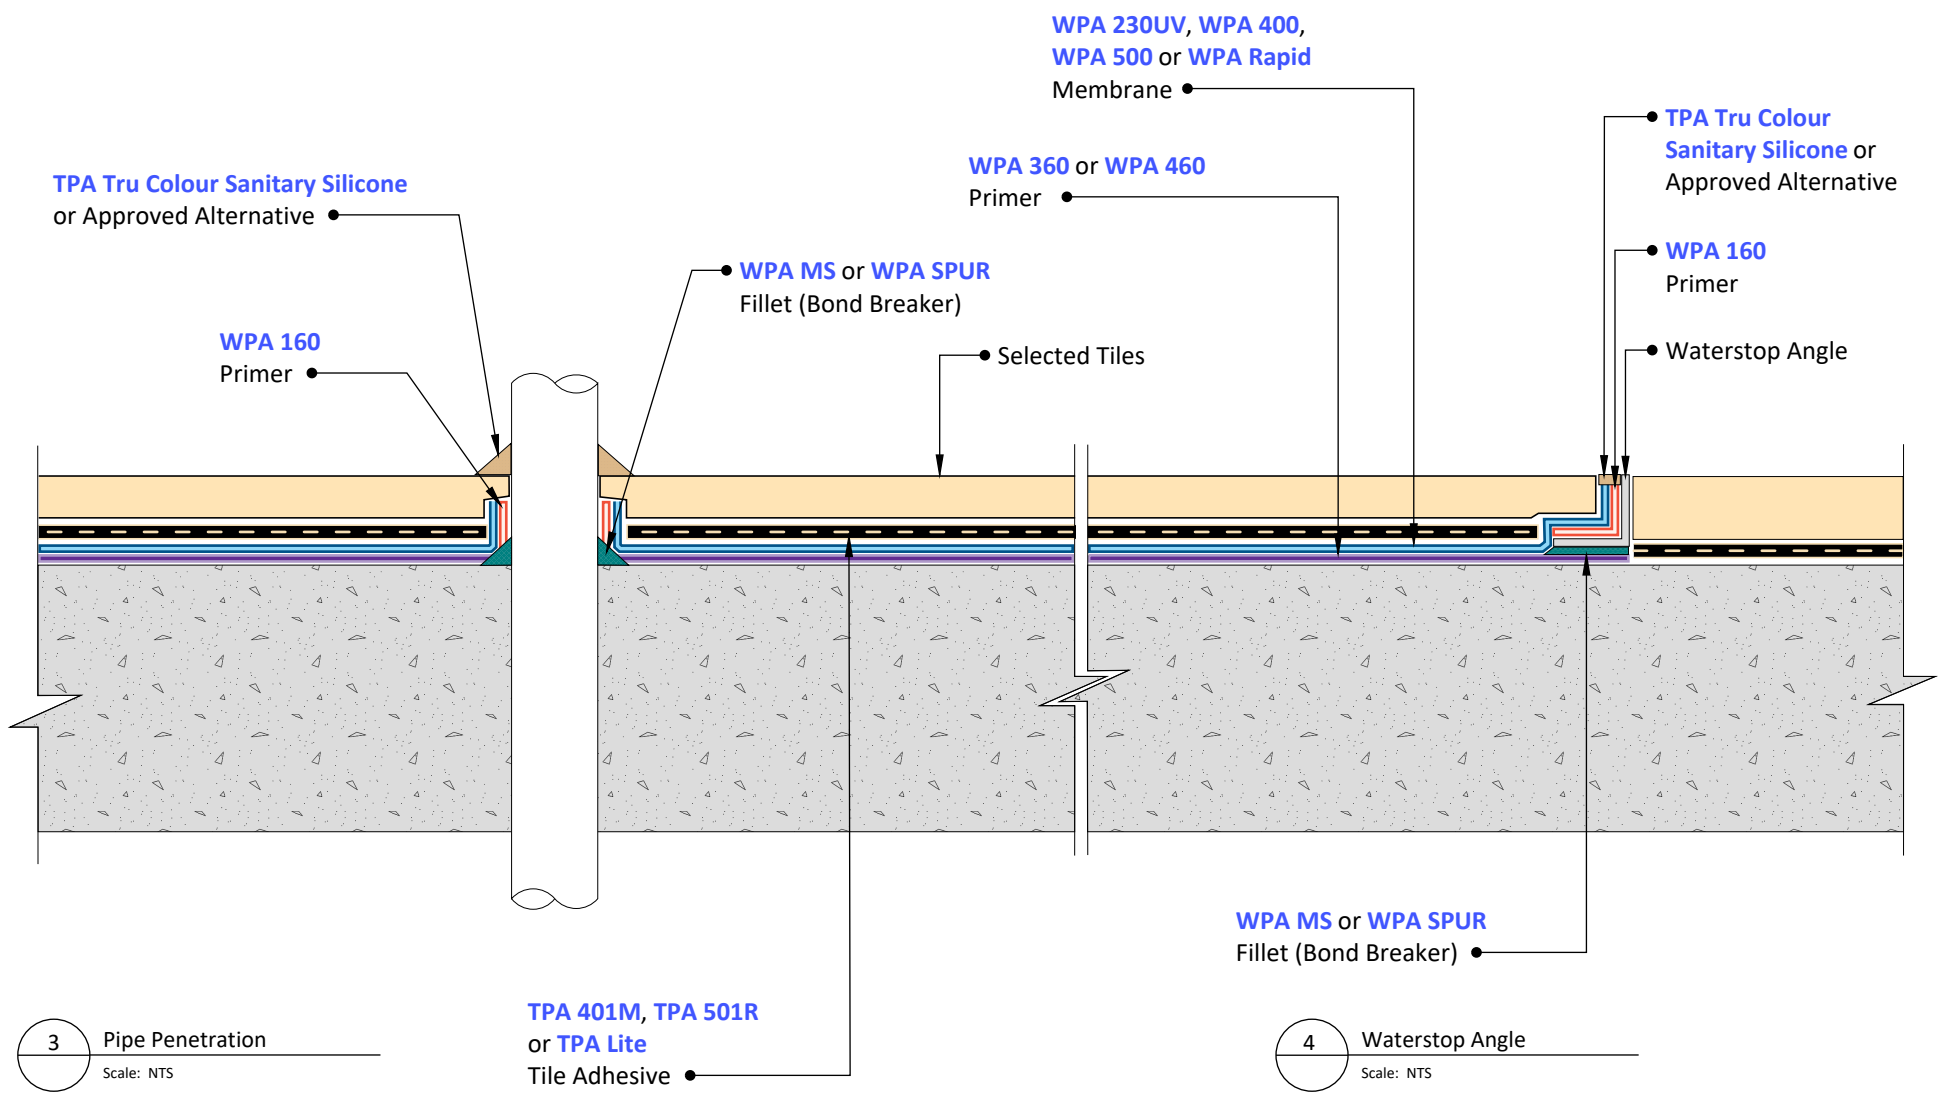 WPA 230UV, WPA 400,
WPA 500 or WPA Rapid
Membrane
TPA Tru Colour
Sanitary Silicone or
Approved Alternative
WPA 360 or WPA 460
Primer
TPA Tru Colour Sanitary Silicone
or Approved Alternative
WPA 160
Primer
WPA MS or WPA SPUR
Fillet (Bond Breaker)
WPA 160
Primer
Selected Tiles
Waterstop Angle
WPA MS or WPA SPUR
Fillet (Bond Breaker)
TPA 401M, TPA 501R
or TPA Lite
Tile Adhesive
3
Pipe Penetration
Scale: NTS
4
Waterstop Angle
Scale: NTS